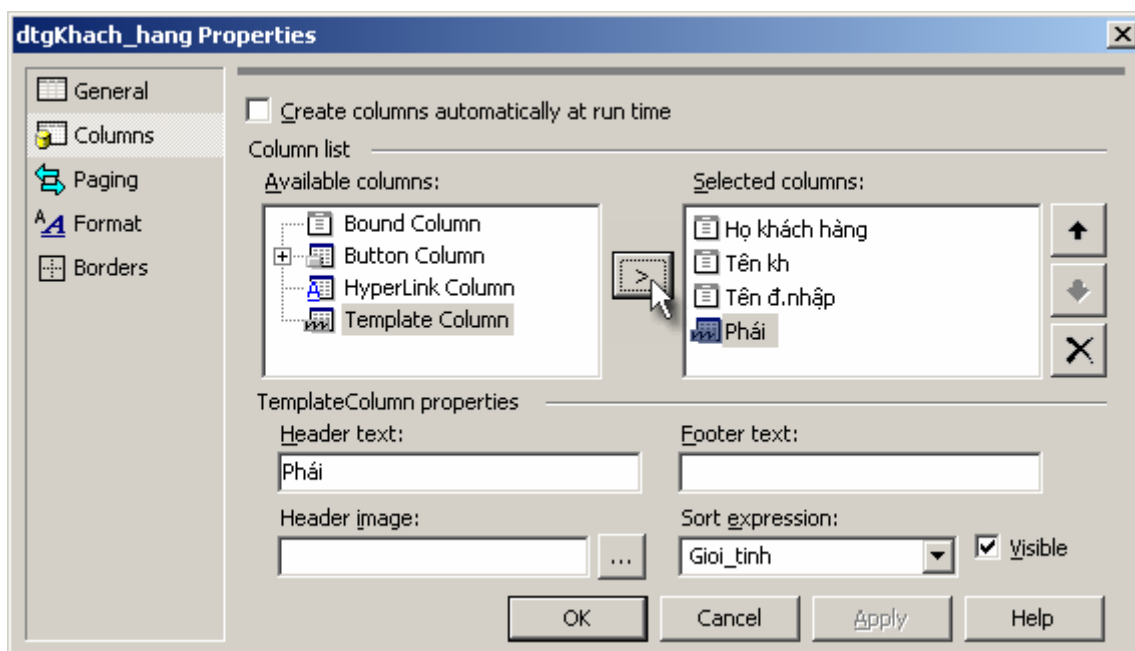 dtgKhach_hang Properties
General
Columns
Paging
Format
Borders
Create columns automatically at run time
Column list
Available columns:
Bound Column
Button Column
HyperLink Column
Template Column
>
Selected columns:
Họ khách hàng
Tên kh
Tên đ.nhập
Phái
TemplateColumn properties
Header text:
Footer text:
Phái
Header image:
Sort expression:
...
Gioi_tinh
Visible
OK
Cancel
Apply
Help